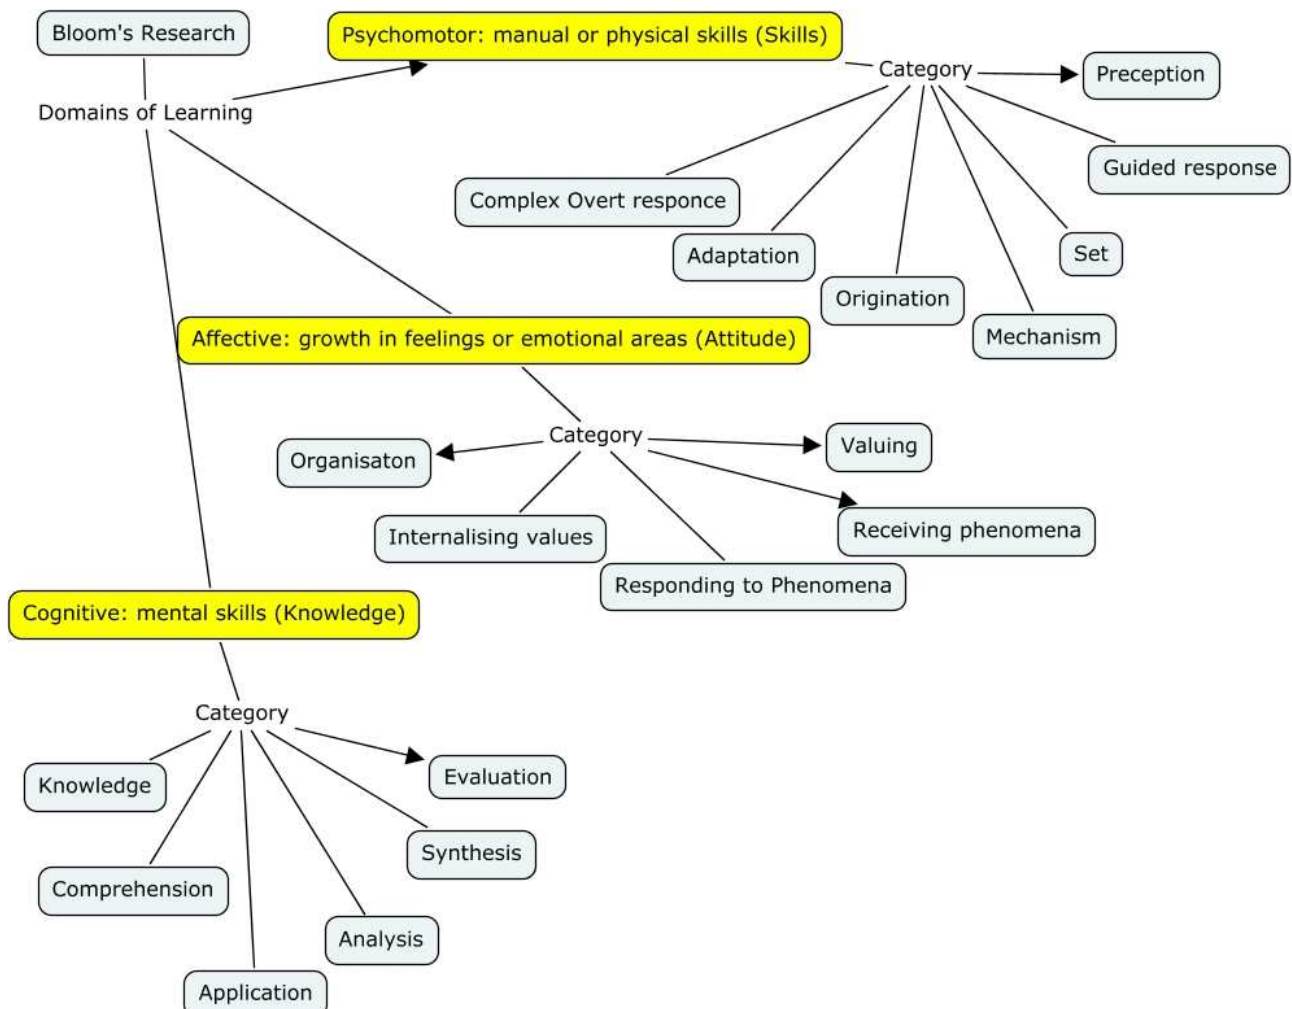 Bloom's Research
Domains of Learning
Psychomotor: manual or physical skills (Skills)
Category
Preception
Guided response
Complex Overt responce
Adaptation
Set
Origination
Mechanism
Affective: growth in feelings or emotional areas (Attitude)
Category
Organisaton
Valuing
Internalising values
Receiving phenomena
Responding to Phenomena
Cognitive: mental skills (Knowledge)
Category
Knowledge
Evaluation
Comprehension
Synthesis
Analysis
Application